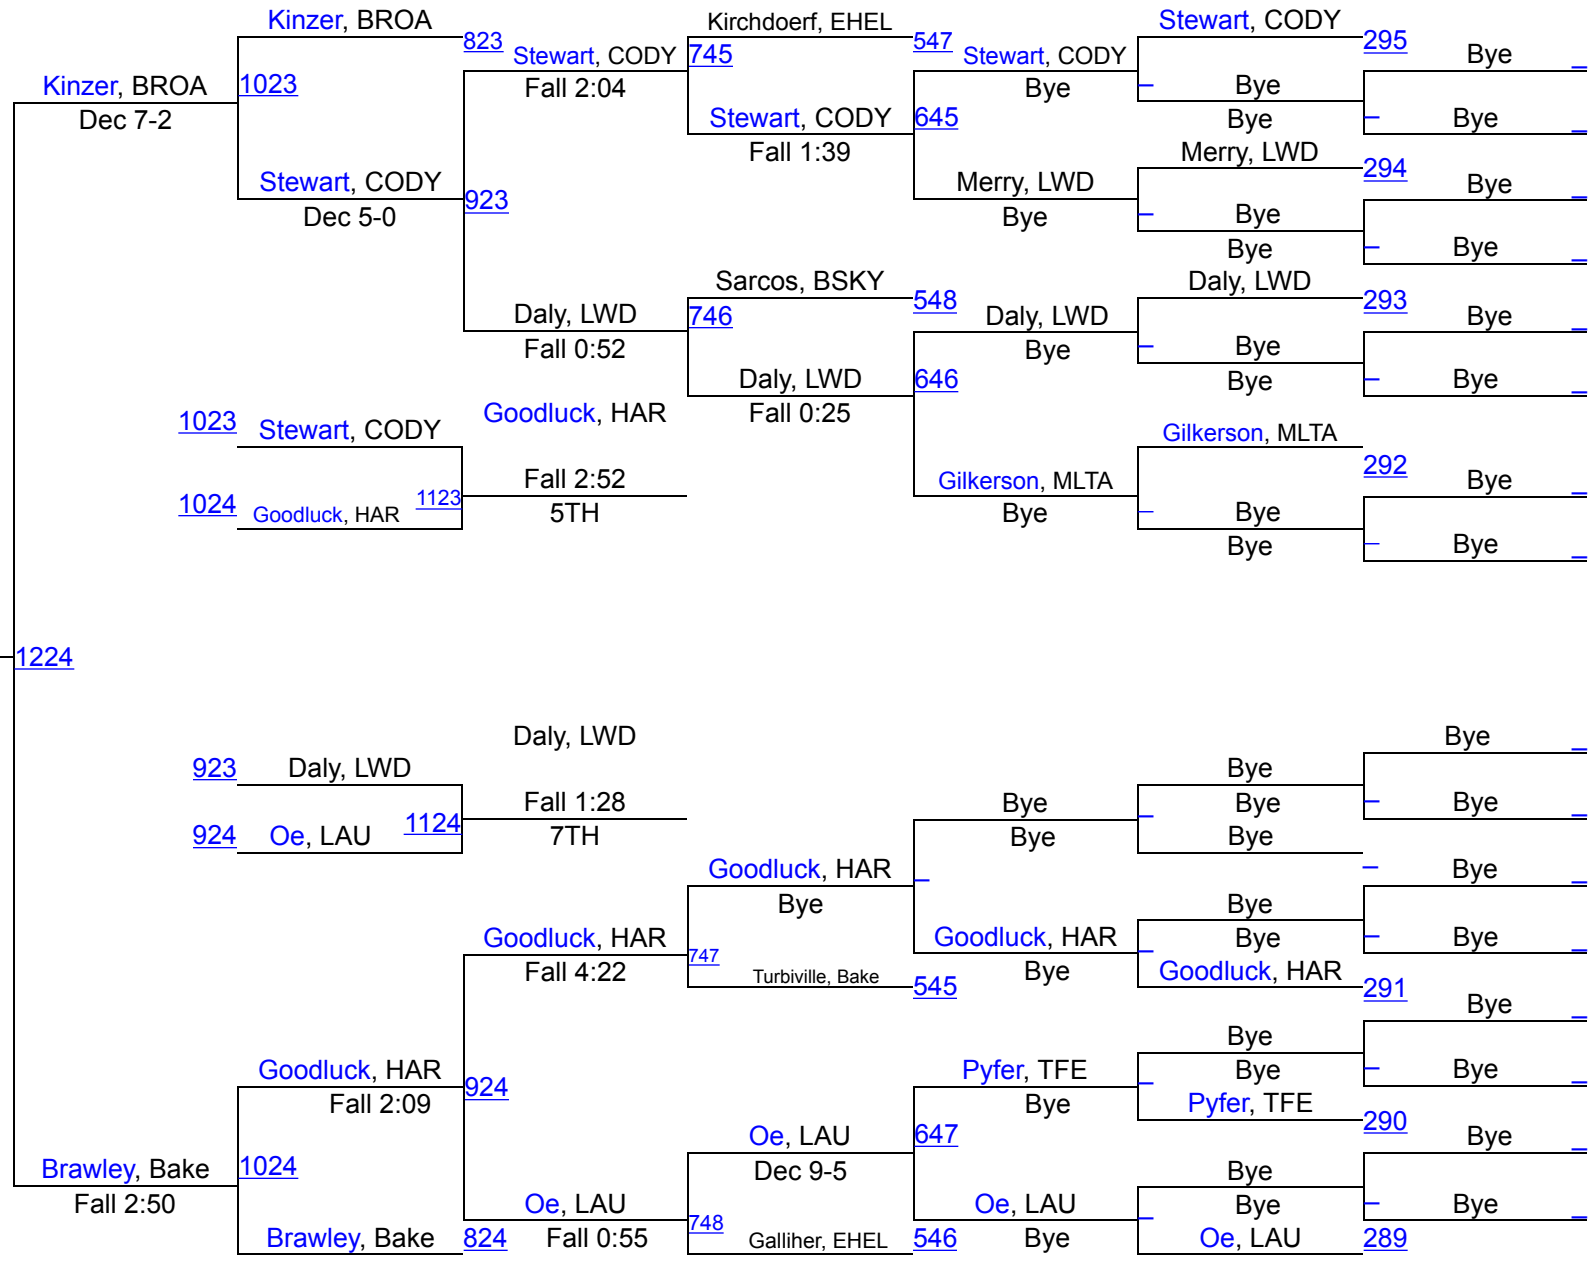 Kinzer, BROA
Kirchdoerf, EHEL
Stewart, CODY
823
Stewart, CODY
745
547
Stewart, CODY
295
Bye
Kinzer, BROA
1023
Fall 2:04
Bye
Bye
Dec 7-2
Stewart, CODY
645
Bye
Bye
Fall 1:39
Merry, LWD
294
Stewart, CODY
923
Merry, LWD
Bye
Dec 5-0
Bye
Bye
Bye
Bye
Sarcos, BSKY
548
Daly, LWD
293
Daly, LWD
746
Daly, LWD
Bye
Fall 0:52
Bye
Bye
Daly, LWD
646
Bye
Bye
1023
Stewart, CODY
Goodluck, HAR
Fall 0:25
Gilkerson, MLTA
292
1024
Goodluck, HAR
1123
Fall 2:52
Gilkerson, MLTA
Bye
5TH
Bye
Bye
Bye
Bye
1224
Daly, LWD
Bye
923
Daly, LWD
Bye
Fall 1:28
Bye
Bye
Bye
924
Oe, LAU
1124
7TH
Bye
Bye
Goodluck, HAR
Bye
Bye
Bye
Goodluck, HAR
Goodluck, HAR
Bye
Bye
Fall 4:22
747
Turbiville, Bake
545
Bye
Goodluck, HAR
291
Bye
Goodluck, HAR
924
Pyfer, TFE
Bye
Bye
Bye
Fall 2:09
Bye
Pyfer, TFE
290
Oe, LAU
647
Bye
Brawley, Bake
1024
Dec 9-5
Bye
Fall 2:50
Oe, LAU
748
Oe, LAU
Bye
Bye
Brawley, Bake
824
Fall 0:55
Galliher, EHEL
546
Bye
Oe, LAU
289